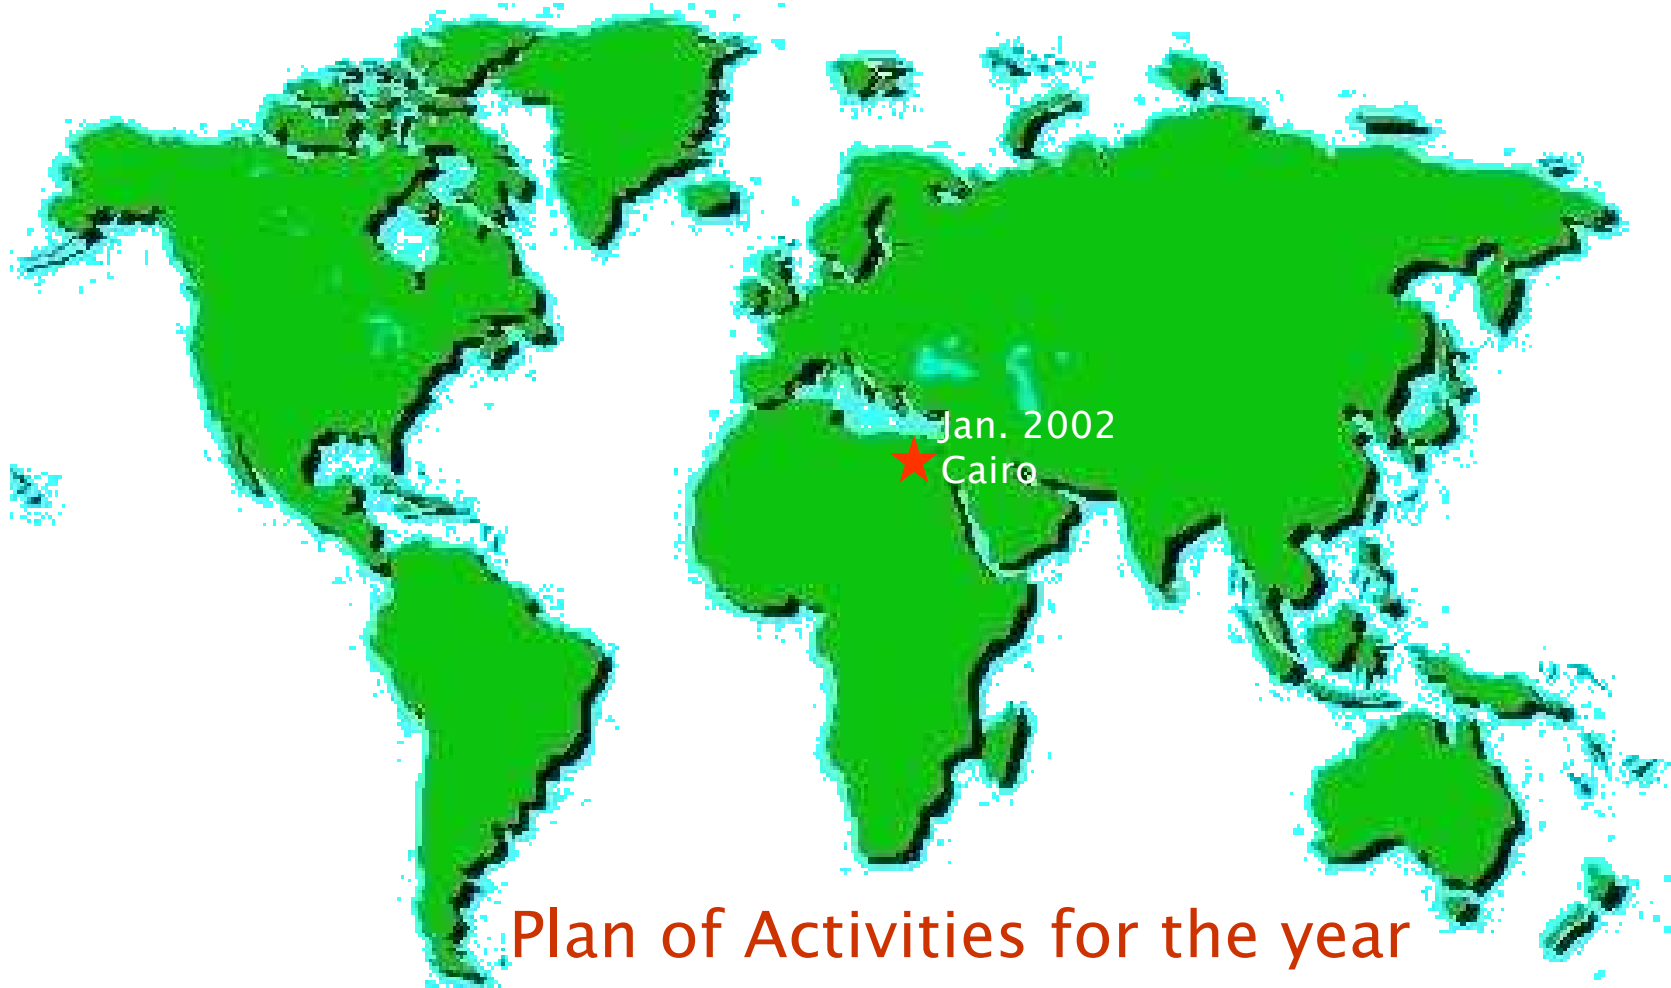 Jan. 2002
Cairo
Plan of Activities for the year